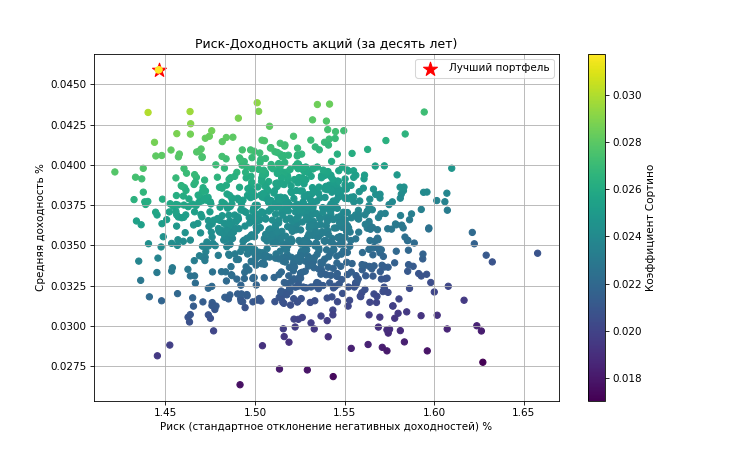 Риск-Доходность акций (за десять лет)
Лучший портфель
0.0450
0.0425
0.0400
0.0375
0.0350
0.0325
0.0300
0.0275
Средняя доходность %
1.45 1.50 1.55 1.60 1.65
Риск (стандартное отклонение негативных доходностей) %
0.030
0.028
0.026
0.024
0.022
0.020
0.018
Коэффициент Сортино